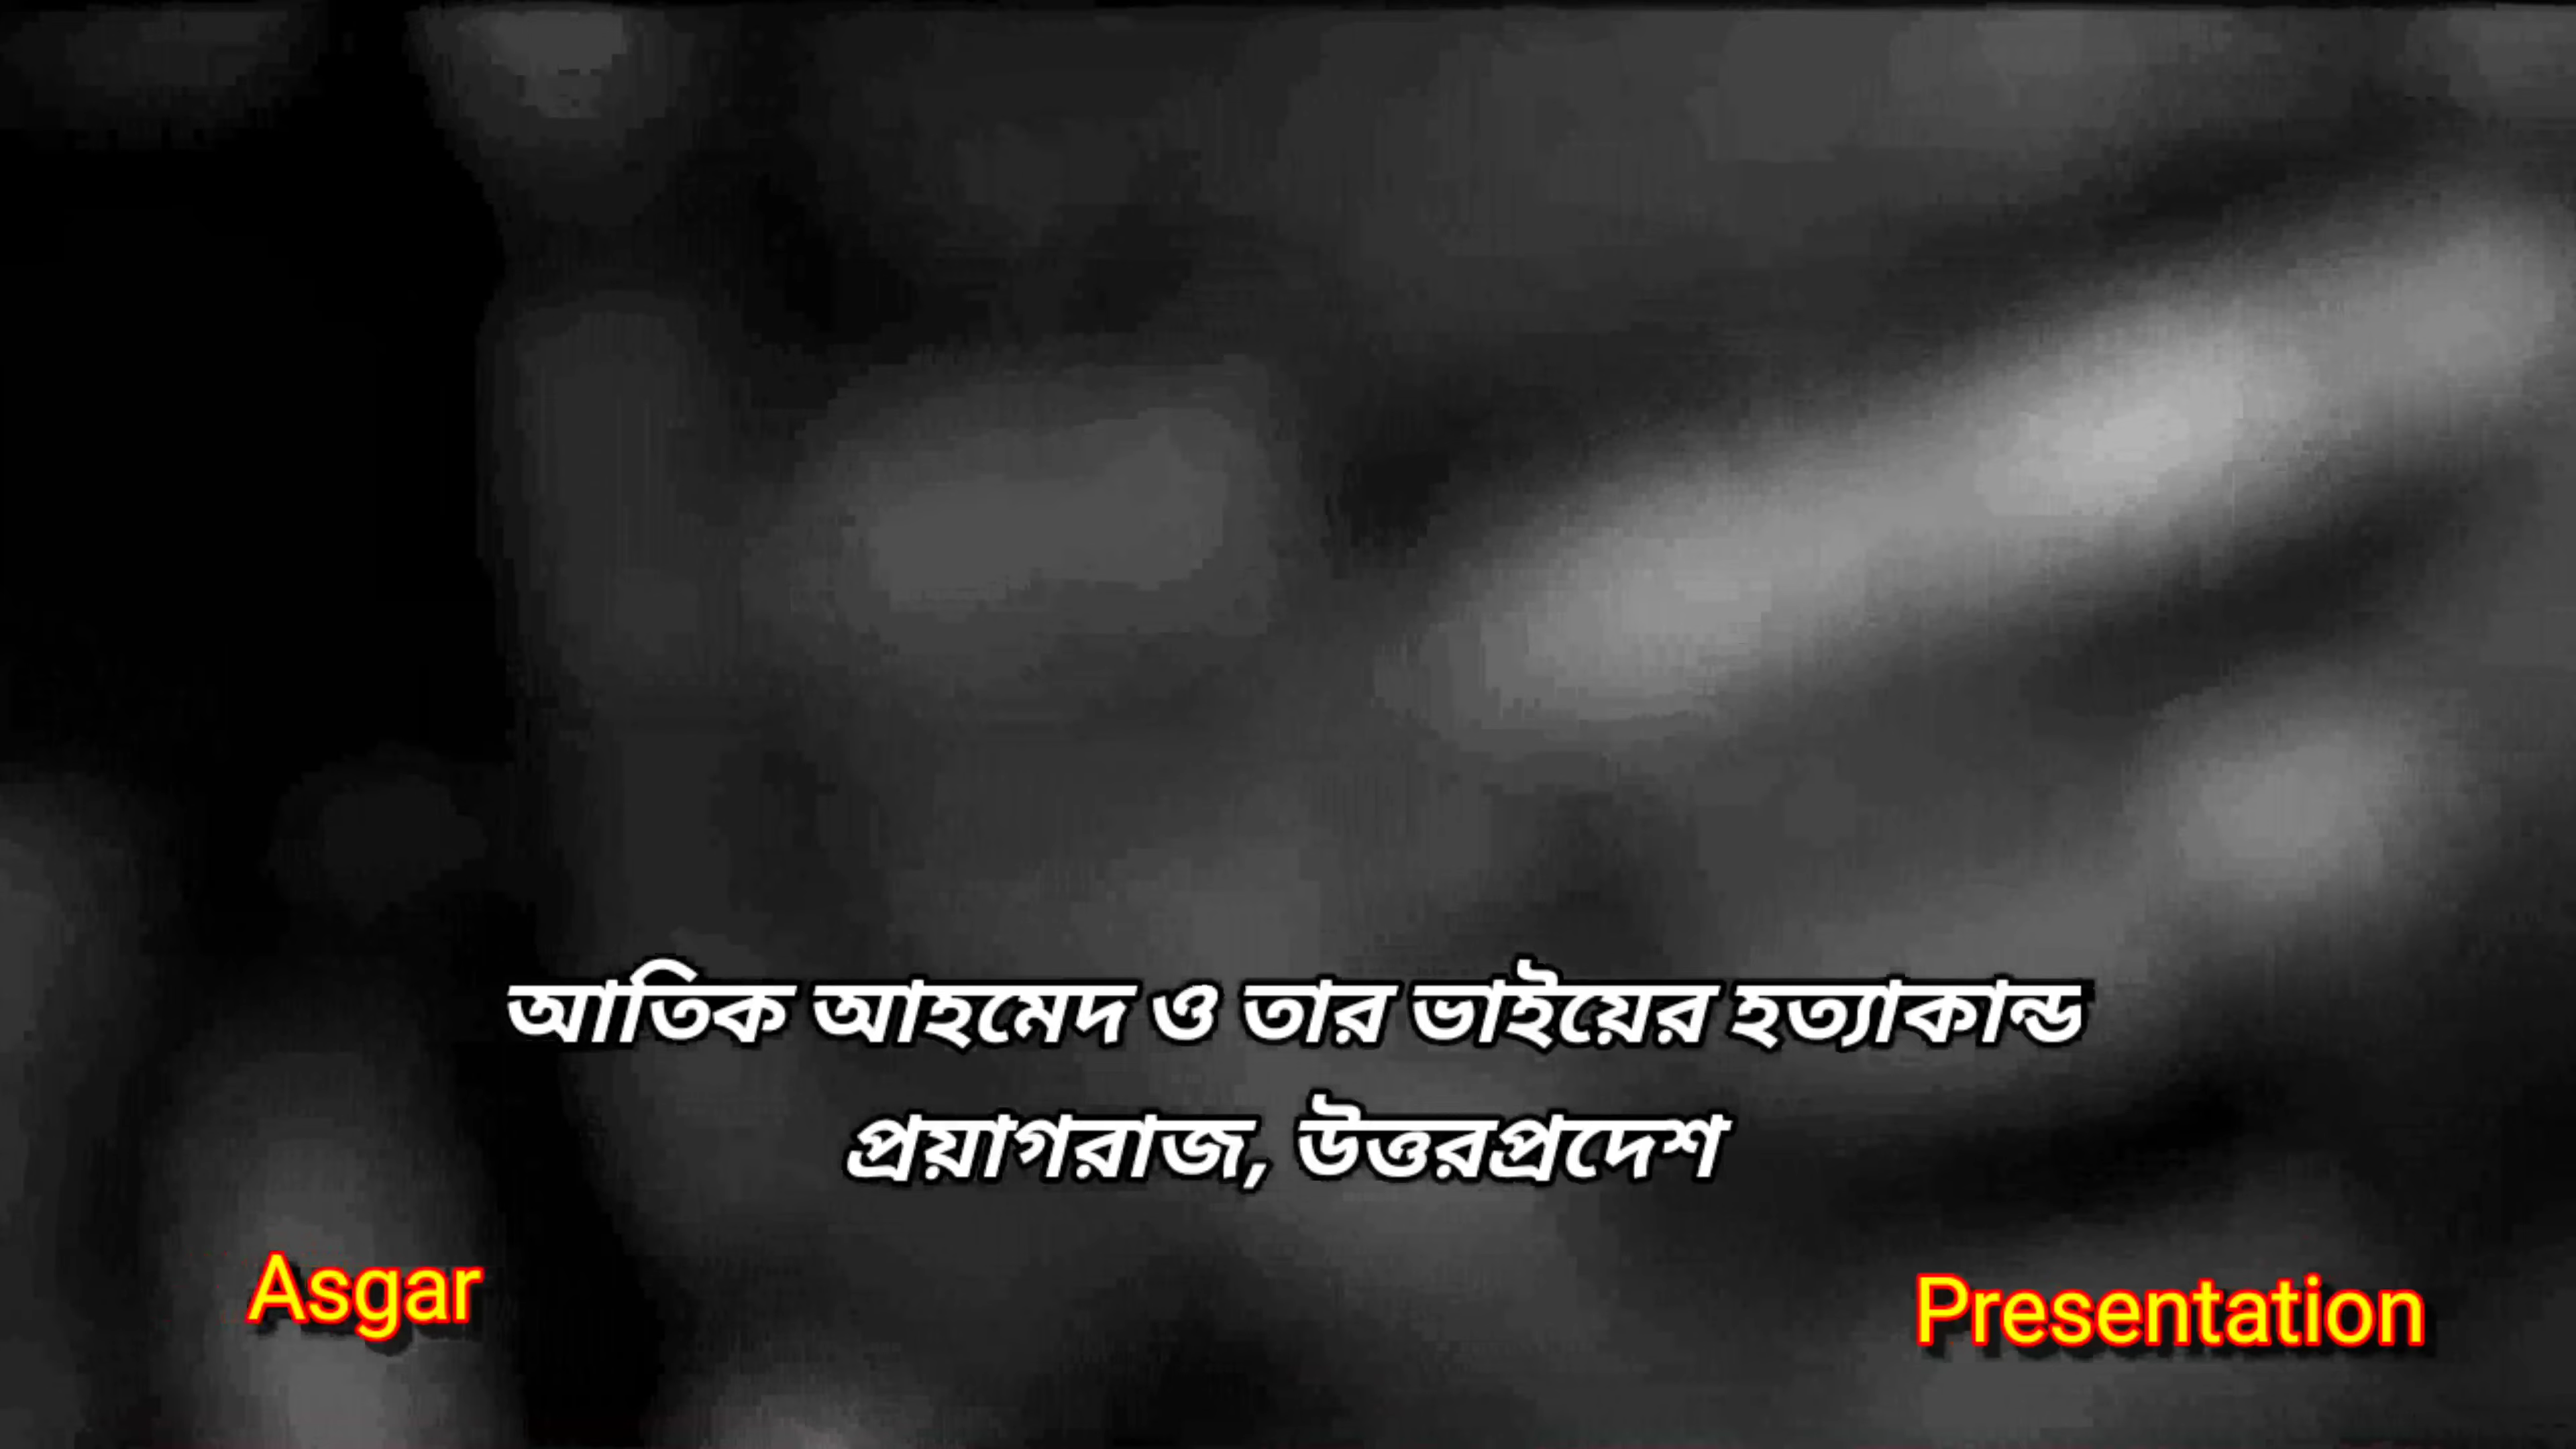 আতিক আহমেদ ও তার ভাইয়ের হত্যাকান্ড
প্রয়াগরাজ, উত্তরপ্রদেশ
Asgar
Presentation